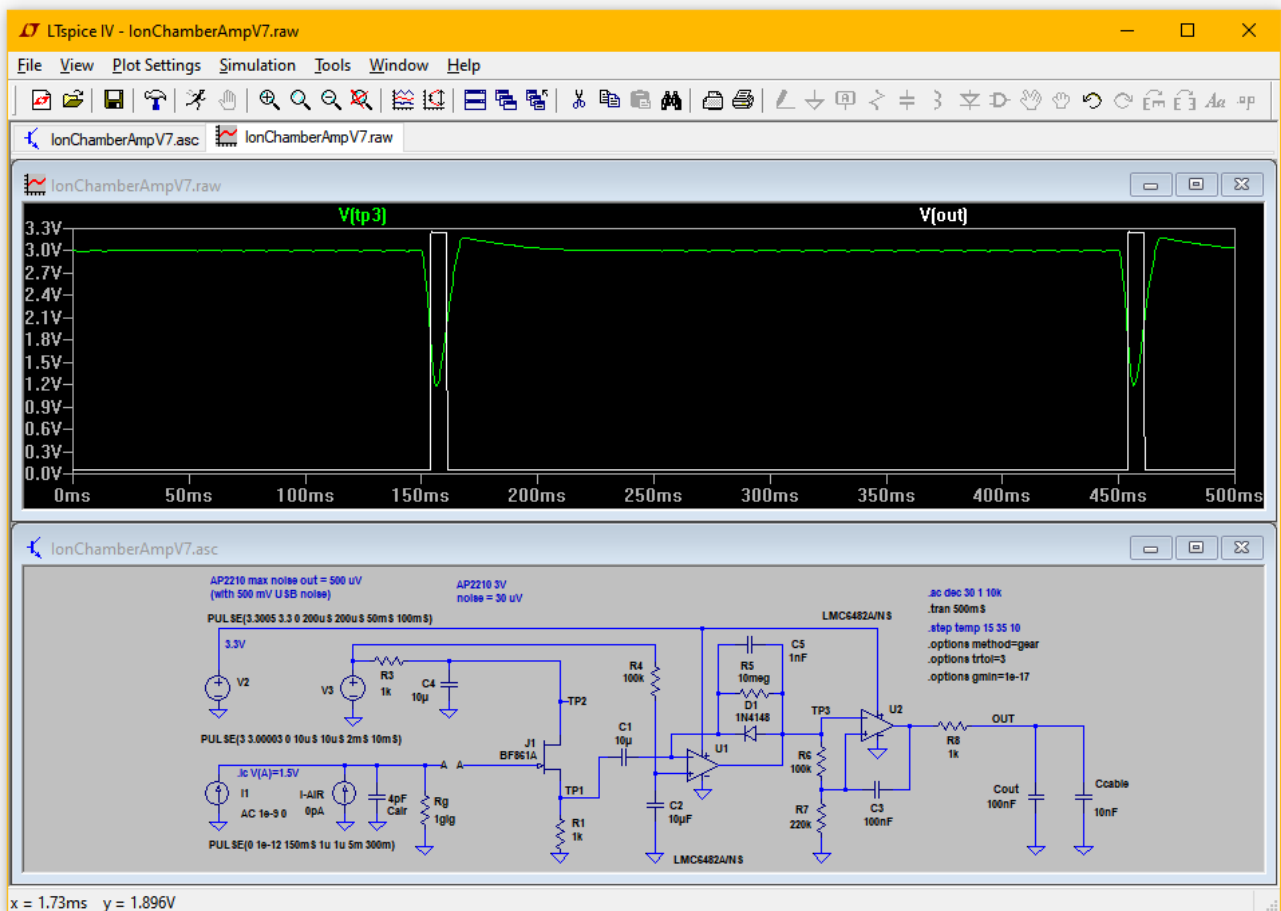 LTspice IV - IonChamberAmpV7.raw
File View Plot Settings Simulation Tools Window Help
IonChamberAmpV7.asc IonChamberAmpV7.raw
IonChamberAmpV7.raw
V(tp3) V(out)
3.3V
3.0V
2.7V
2.4V
2.1V
1.8V
1.5V
1.2V
0.9V
0.6V
0.3V
0.0V
0ms 50ms 100ms 150ms 200ms 250ms 300ms 350ms 400ms 450ms 500ms
IonChamberAmpV7.asc
AP2210 max noise out = 500 uV
(with 500 mV USB noise)
AP2210 3V
noise = 30 uV
PULSE(3.3005 3.3 0 200u$ 200u$ 50m$ 100m$)
3.3V
V2
V3
R3
1k
C4
10µ
TP2
J1
BF861A
TP1
R1
1k
PULSE(3 3.00003 0 10u$ 10u$ 2m$ 10m$)
.ic V(A)=1.5V
I1
AC 1e-9 0
I-AIR
0pA
4pF
Cair
Rg
1gig
A A
PULSE(0 1e-12 150m$ 1u 1u 5m 300m)
C1
10µ
R4
100k
C2
10µF
LMC6482A/NS
U1
C5
1nF
R5
10meg
D1
1N4148
TP3
R6
100k
R7
220k
C3
100nF
LMC6482A/NS
U2
R8
1k
OUT
Cout
100nF
Ccable
10nF
.ac dec 30 1 10k
.tran 500m$
.step temp 15 35 10
.options method=gear
.options trtol=3
.options gmin=1e-17
x = 1.73ms y = 1.896V